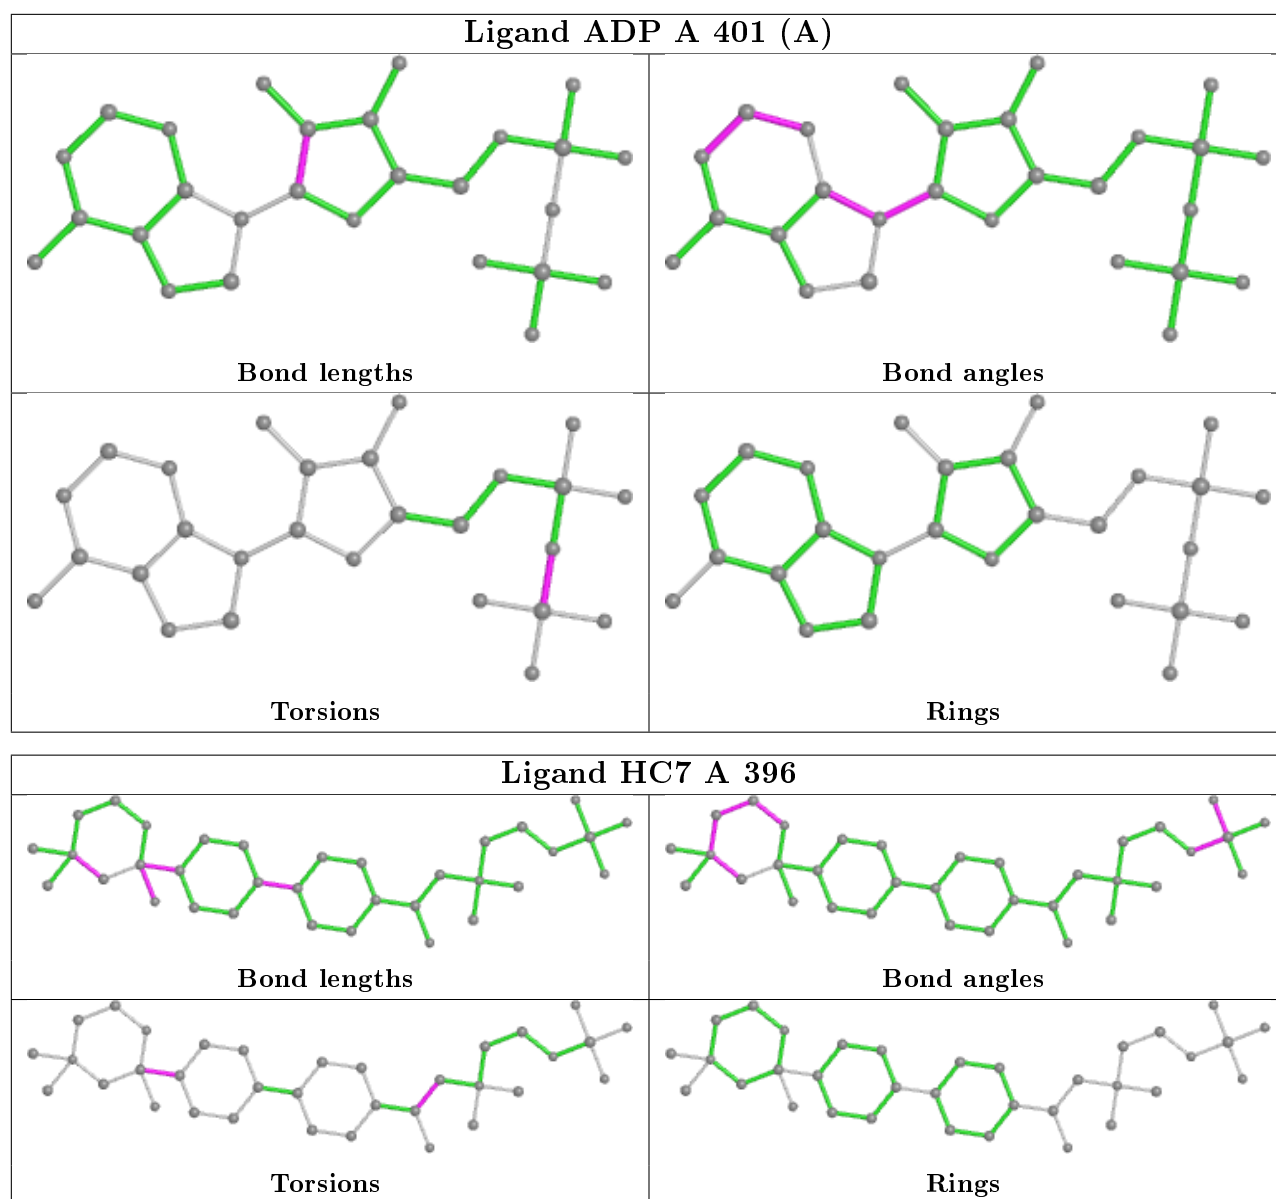 Ligand ADP A 401 (A)
Bond lengths
Bond angles
Torsions
Rings
Ligand HC7 A 396
Bond lengths
Bond angles
Torsions
Rings